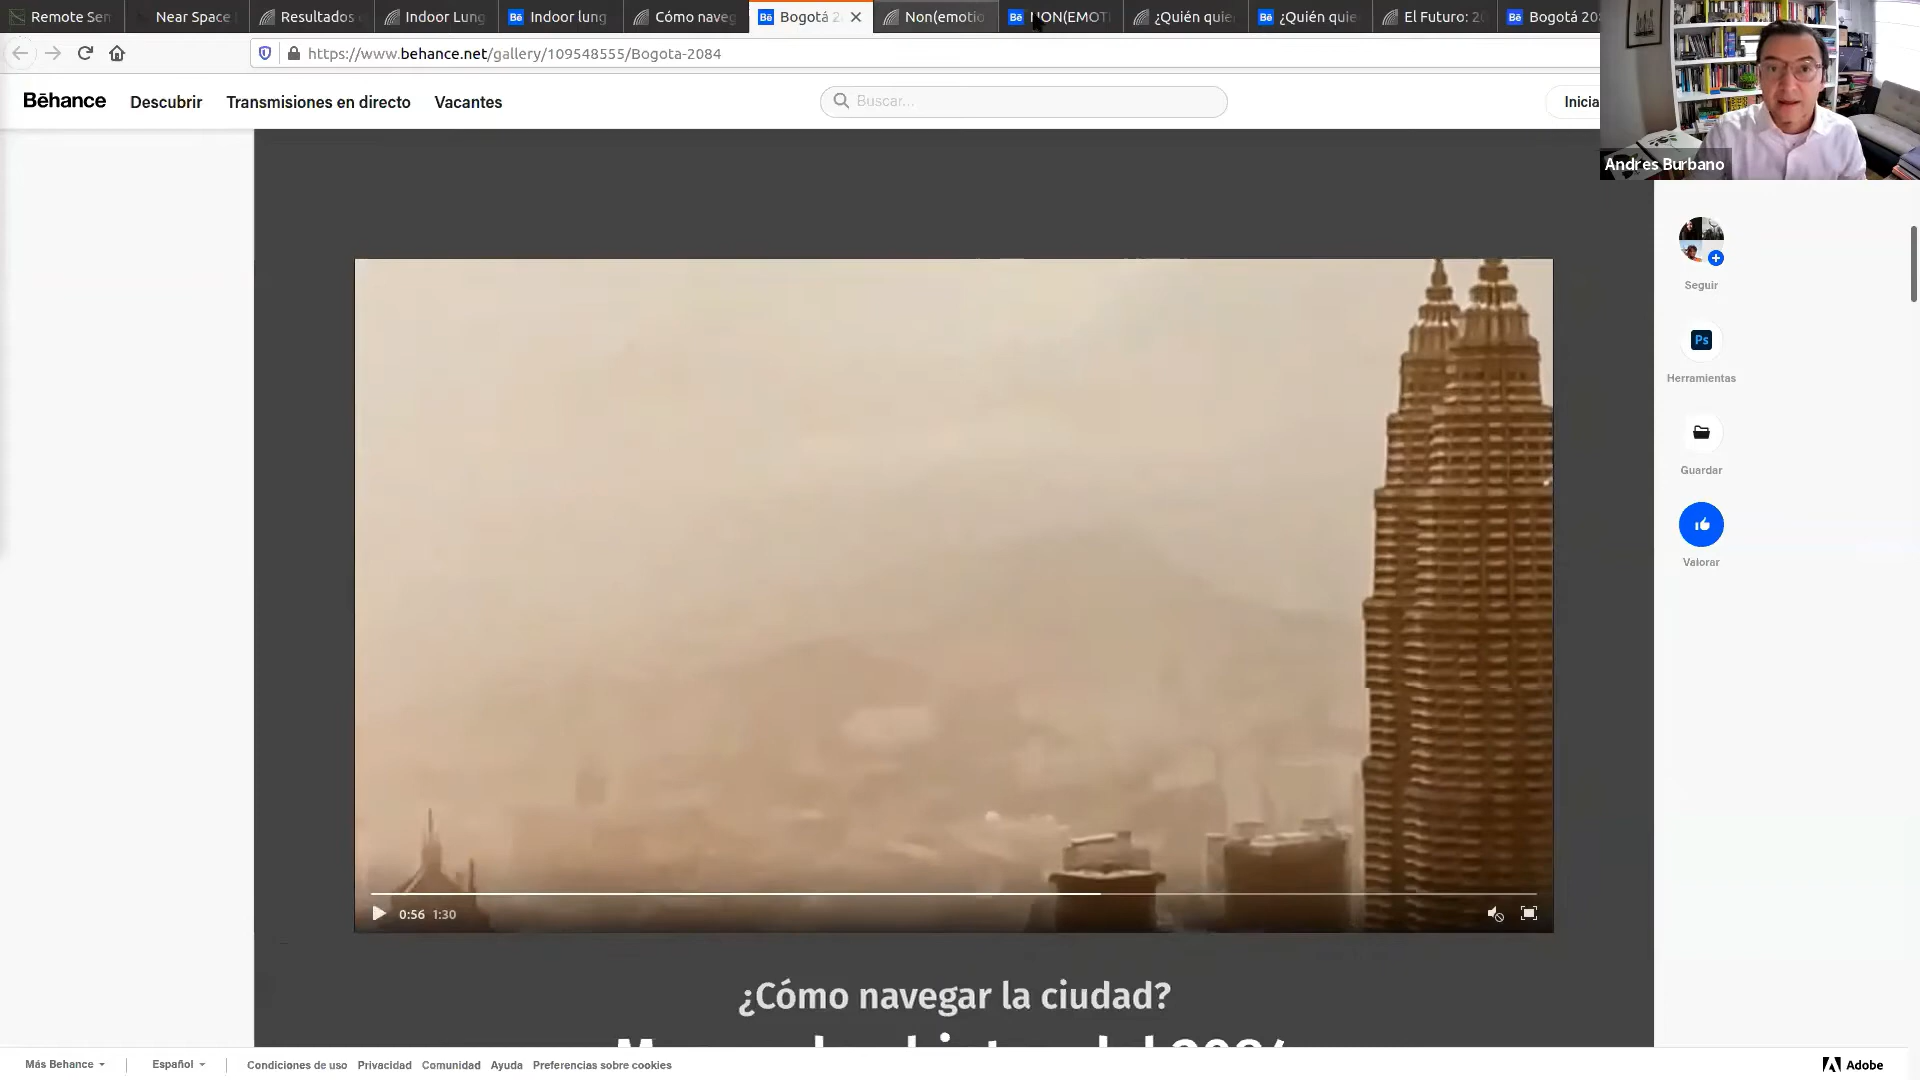 Remote Sen
Near Space
Resultados
Indoor Lung
Indoor lung
Cómo naveg
Bogotá 2
Non(emotio
NON(EMOTI
¿Quién quie
¿Quién quie
El Futuro: 20
Bogotá 208
https://www.behance.net/gallery/109548555/Bogota-2084
Bēhance
Descubrir
Transmisiones en directo
Vacantes
Buscar...
Inicia
Andres Burbano
Seguir
Ps
Herramientas
Guardar
Valorar
0:56 1:30
¿Cómo navegar la ciudad?
Más Behance
Español
Condiciones de uso
Privacidad
Comunidad
Ayuda
Preferencias sobre cookies
Adobe